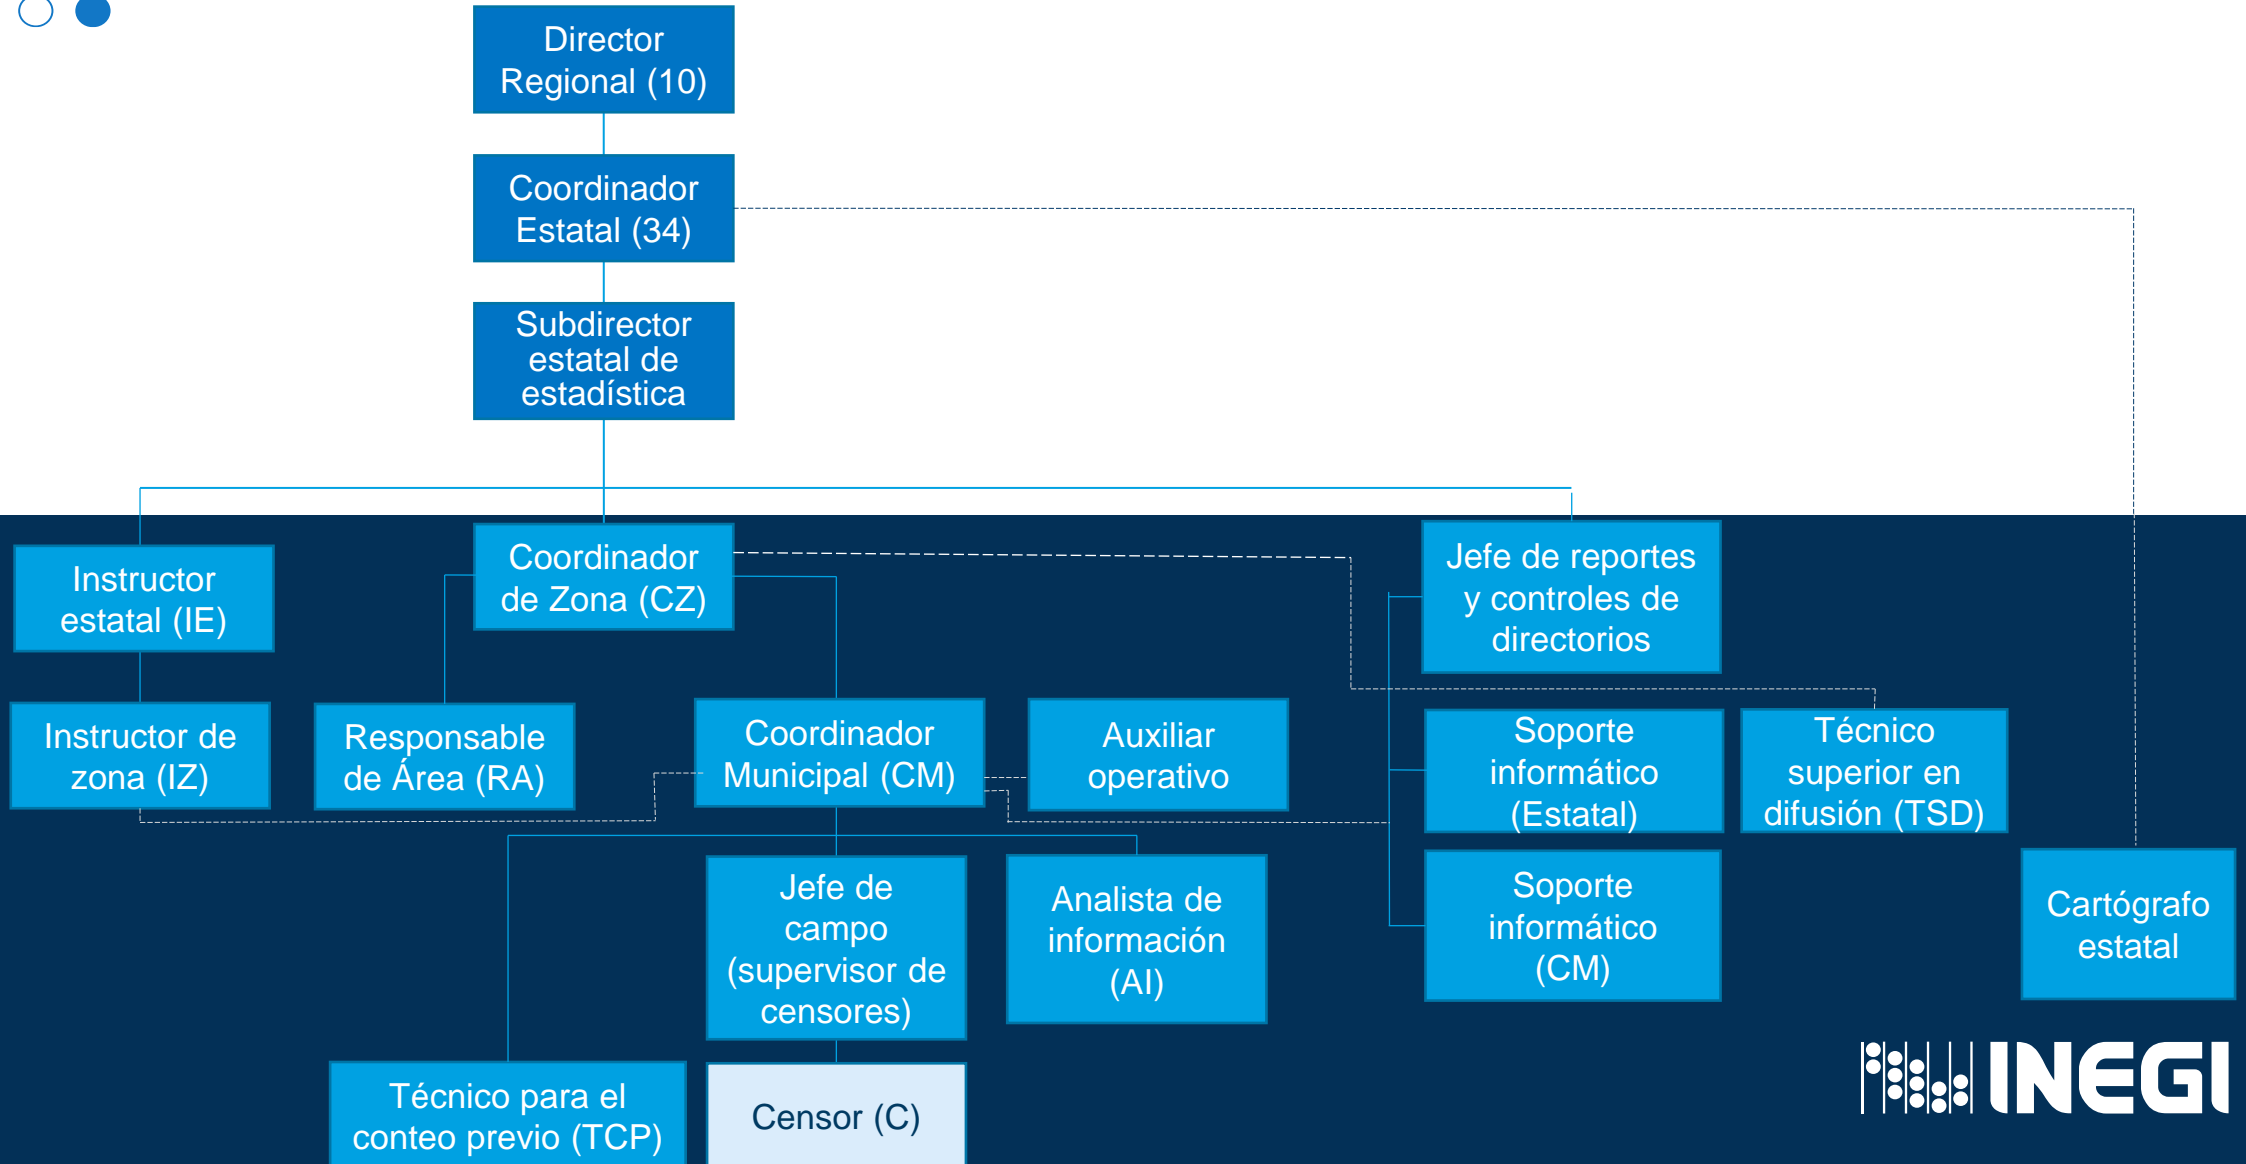 Director
Regional (10)
Coordinador
Estatal (34)
Subdirector
estatal de
estadística
Instructor
estatal (IE)
Coordinador
de Zona (CZ)
Jefe de reportes
y controles de
directorios
Instructor de
zona (IZ)
Responsable
de Área (RA)
Coordinador
Municipal (CM)
Auxiliar
operativo
Soporte
informático
(Estatal)
Técnico
superior en
difusión (TSD)
Jefe de
campo
(supervisor de
censores)
Analista de
información
(AI)
Soporte
informático
(CM)
Cartógrafo
estatal
Técnico para el
conteo previo (TCP)
Censor (C)
INEGI